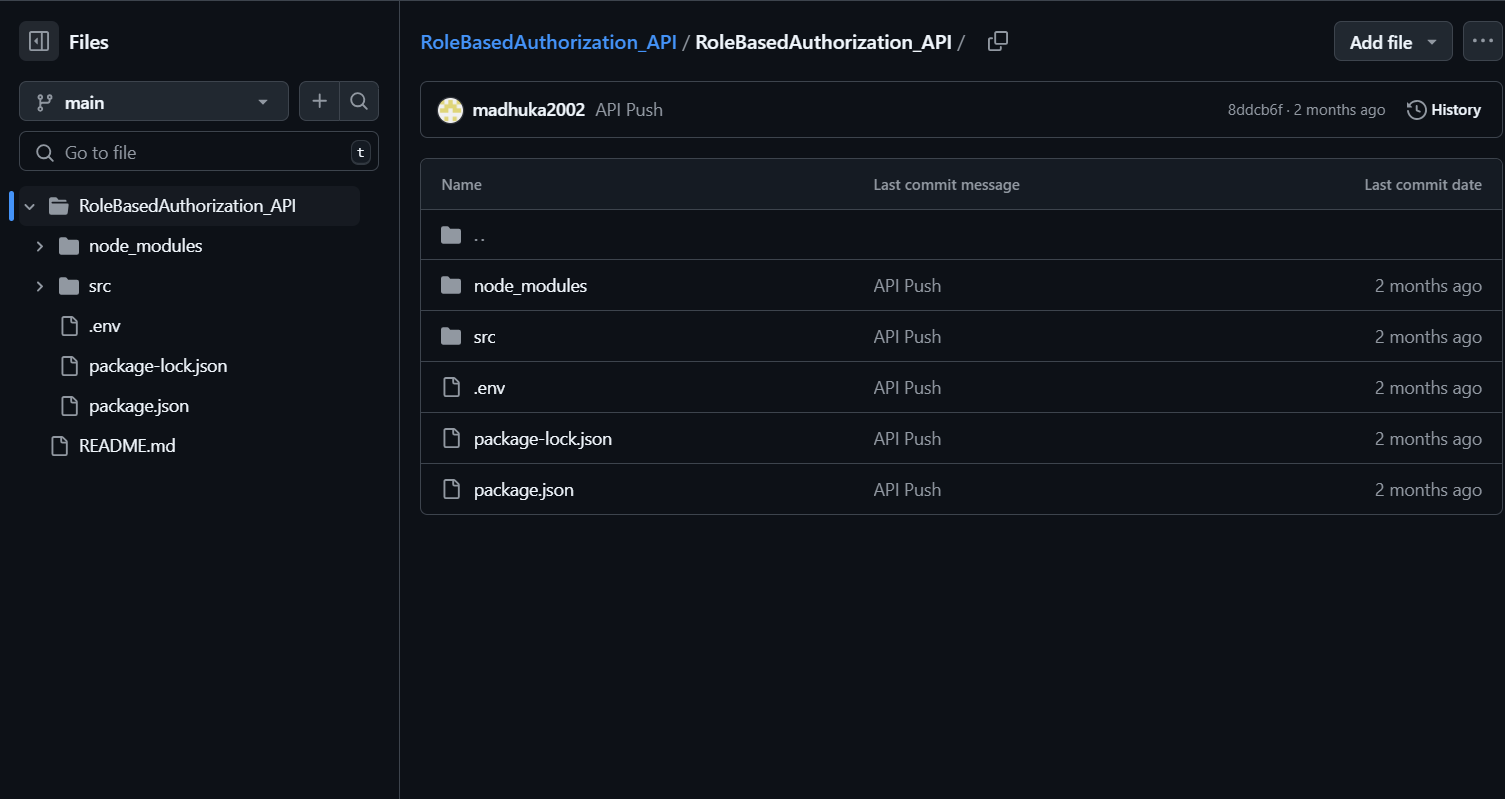 Files
main
Go to file
t
RoleBasedAuthorization_API
node_modules
src
.env
package-lock.json
package.json
README.md
RoleBasedAuthorization_API / RoleBasedAuthorization_API /
Add file
madhuka2002 API Push
8ddcb6f · 2 months ago
History
Name Last commit message Last commit date
..
node_modules API Push 2 months ago
src API Push 2 months ago
.env API Push 2 months ago
package-lock.json API Push 2 months ago
package.json API Push 2 months ago